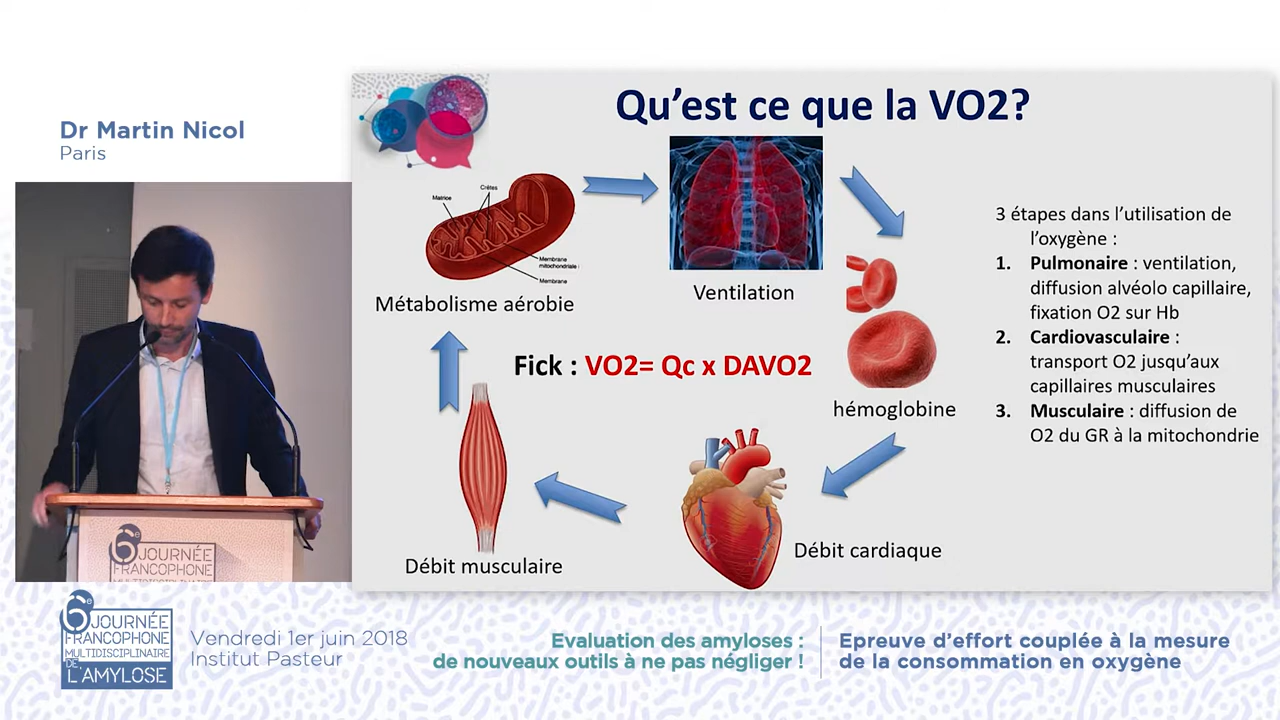 Dr Martin Nicol
Paris
Qu’est ce que la VO2?
Crêtes
Matrice
Membrane
mitochondriale
Membrane
Métabolisme aérobie
Ventilation
hémoglobine
Fick : VO2= Qc x DAVO2
Débit cardiaque
Débit musculaire
3 étapes dans l’utilisation de
l’oxygène :
1. Pulmonaire : ventilation,
diffusion alvéolo capillaire,
fixation O2 sur Hb
2. Cardiovasculaire :
transport O2 jusqu’aux
capillaires musculaires
3. Musculaire : diffusion de
O2 du GR à la mitochondrie
6e
JOURNÉE
FRANCOPHONE
MULTIDISCIPLINAIRE
6e
JOURNÉE
FRANCOPHONE
MULTIDISCIPLINAIRE
DE
L’AMYLOSE
Vendredi 1er juin 2018
Institut Pasteur
Evaluation des amyloses :
de nouveaux outils à ne pas négliger !
Epreuve d’effort couplée à la mesure
de la consommation en oxygène